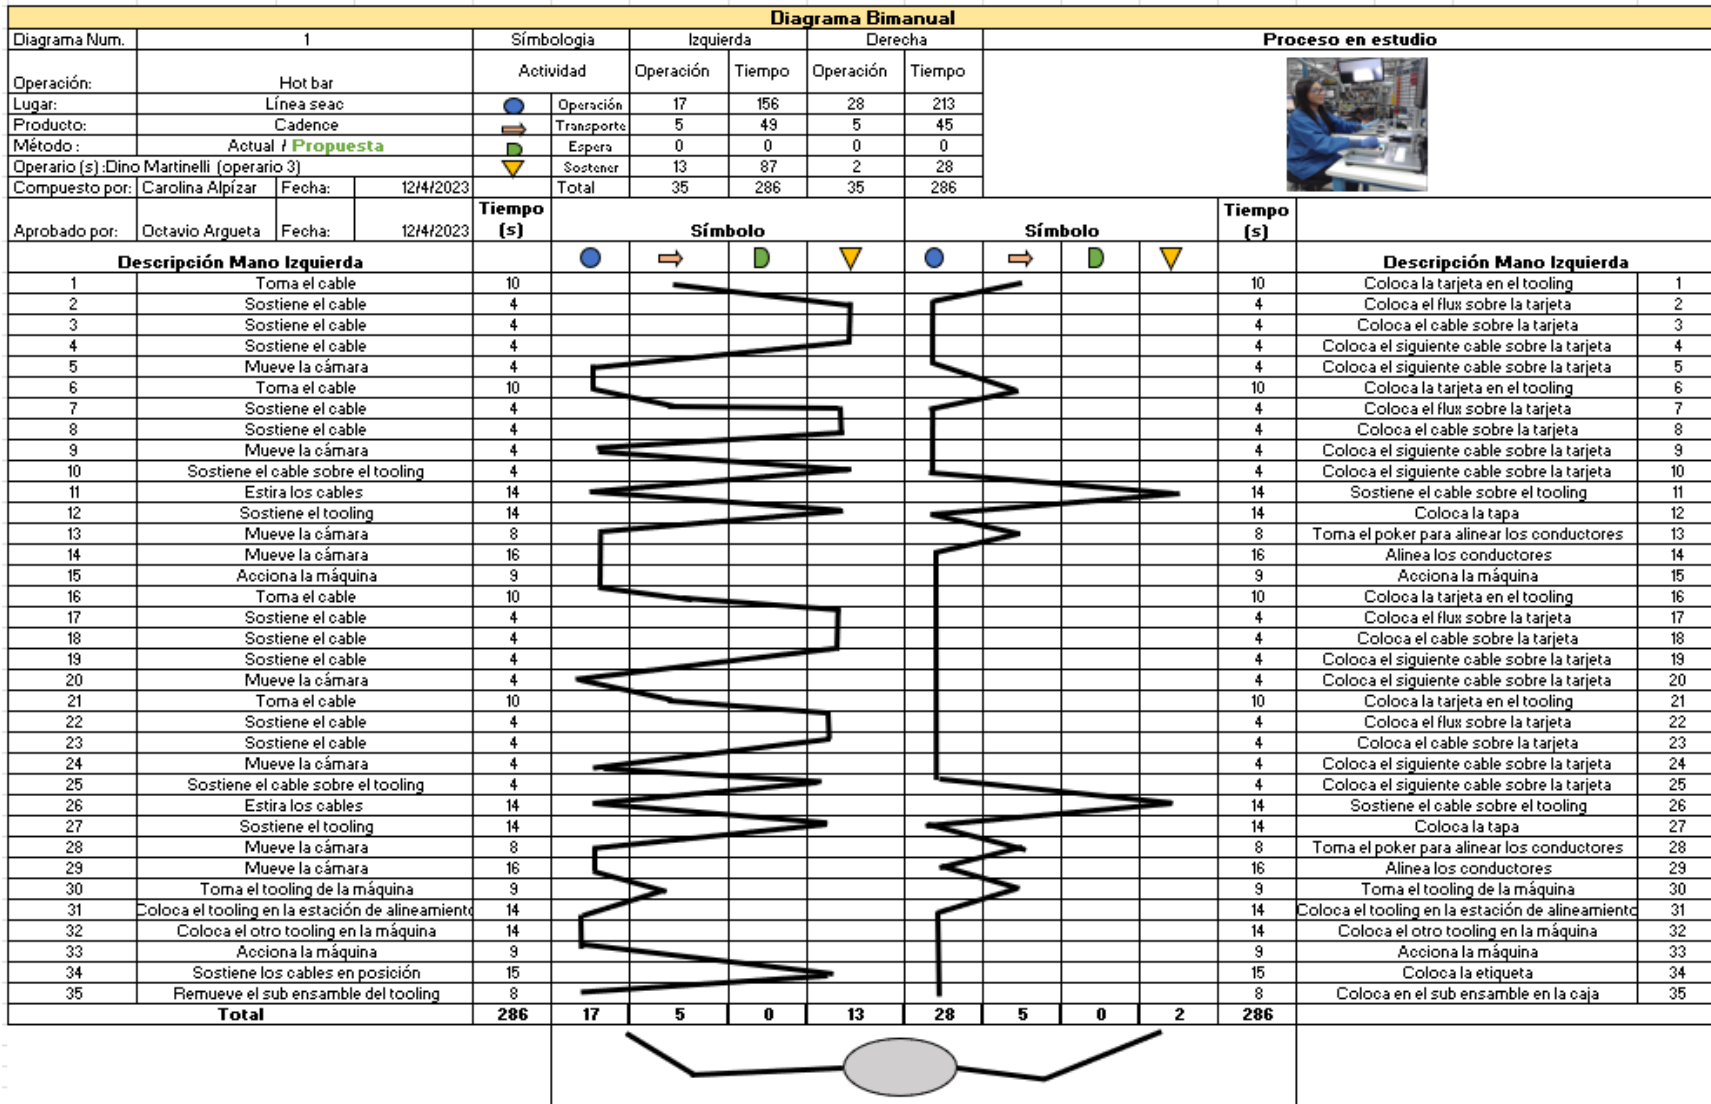 Diagrama Bimanual
Diagrama Num. 1 Símbologia Izquierda Derecha Proceso en estudio
Operación: Hot bar Actividad Operación Tiempo Operación Tiempo
Lugar: Línea seac Operación 17 156 28 213
Producto: Cadence Transporte 5 49 5 45
Método : Actual / Propuesta Espera 0 0 0 0
Operario (s) :Dino Martinelli (operario 3) Sostener 13 87 2 28
Compuesto por: Carolina Alpízar Fecha: 12/4/2023 Total 35 286 35 286
Aprobado por: Octavio Argueta Fecha: 12/4/2023 Tiempo (s) Símbolo Símbolo Tiempo (s)
Descripción Mano Izquierda Descripción Mano Izquierda
1 Toma el cable 10 10 Coloca la tarjeta en el tooling 1
2 Sostiene el cable 4 4 Coloca el flux sobre la tarjeta 2
3 Sostiene el cable 4 4 Coloca el cable sobre la tarjeta 3
4 Sostiene el cable 4 4 Coloca el siguiente cable sobre la tarjeta 4
5 Mueve la cámara 4 4 Coloca el siguiente cable sobre la tarjeta 5
6 Toma el cable 10 10 Coloca la tarjeta en el tooling 6
7 Sostiene el cable 4 4 Coloca el flux sobre la tarjeta 7
8 Sostiene el cable 4 4 Coloca el cable sobre la tarjeta 8
9 Mueve la cámara 4 4 Coloca el siguiente cable sobre la tarjeta 9
10 Sostiene el cable sobre el tooling 4 4 Coloca el siguiente cable sobre la tarjeta 10
11 Estira los cables 14 14 Sostiene el cable sobre el tooling 11
12 Sostiene el tooling 14 14 Coloca la tapa 12
13 Mueve la cámara 8 8 Toma el poker para alinear los conductores 13
14 Mueve la cámara 16 16 Alinea los conductores 14
15 Acciona la máquina 9 9 Acciona la máquina 15
16 Toma el cable 10 10 Coloca la tarjeta en el tooling 16
17 Sostiene el cable 4 4 Coloca el flux sobre la tarjeta 17
18 Sostiene el cable 4 4 Coloca el cable sobre la tarjeta 18
19 Sostiene el cable 4 4 Coloca el siguiente cable sobre la tarjeta 19
20 Mueve la cámara 4 4 Coloca el siguiente cable sobre la tarjeta 20
21 Toma el cable 10 10 Coloca la tarjeta en el tooling 21
22 Sostiene el cable 4 4 Coloca el flux sobre la tarjeta 22
23 Sostiene el cable 4 4 Coloca el cable sobre la tarjeta 23
24 Mueve la cámara 4 4 Coloca el siguiente cable sobre la tarjeta 24
25 Sostiene el cable sobre el tooling 4 4 Coloca el siguiente cable sobre la tarjeta 25
26 Estira los cables 14 14 Sostiene el cable sobre el tooling 26
27 Sostiene el tooling 14 14 Coloca la tapa 27
28 Mueve la cámara 8 8 Toma el poker para alinear los conductores 28
29 Mueve la cámara 16 16 Alinea los conductores 29
30 Toma el tooling de la máquina 9 9 Toma el tooling de la máquina 30
31 Coloca el tooling en la estación de alineamiento 14 14 Coloca el tooling en la estación de alineamiento 31
32 Coloca el otro tooling en la máquina 14 14 Coloca el otro tooling en la máquina 32
33 Acciona la máquina 9 9 Acciona la máquina 33
34 Sostiene los cables en posición 15 15 Coloca la etiqueta 34
35 Remueve el sub ensamble del tooling 8 8 Coloca en el sub ensamble en la caja 35
Total 286 17 5 0 13 28 5 0 2 286